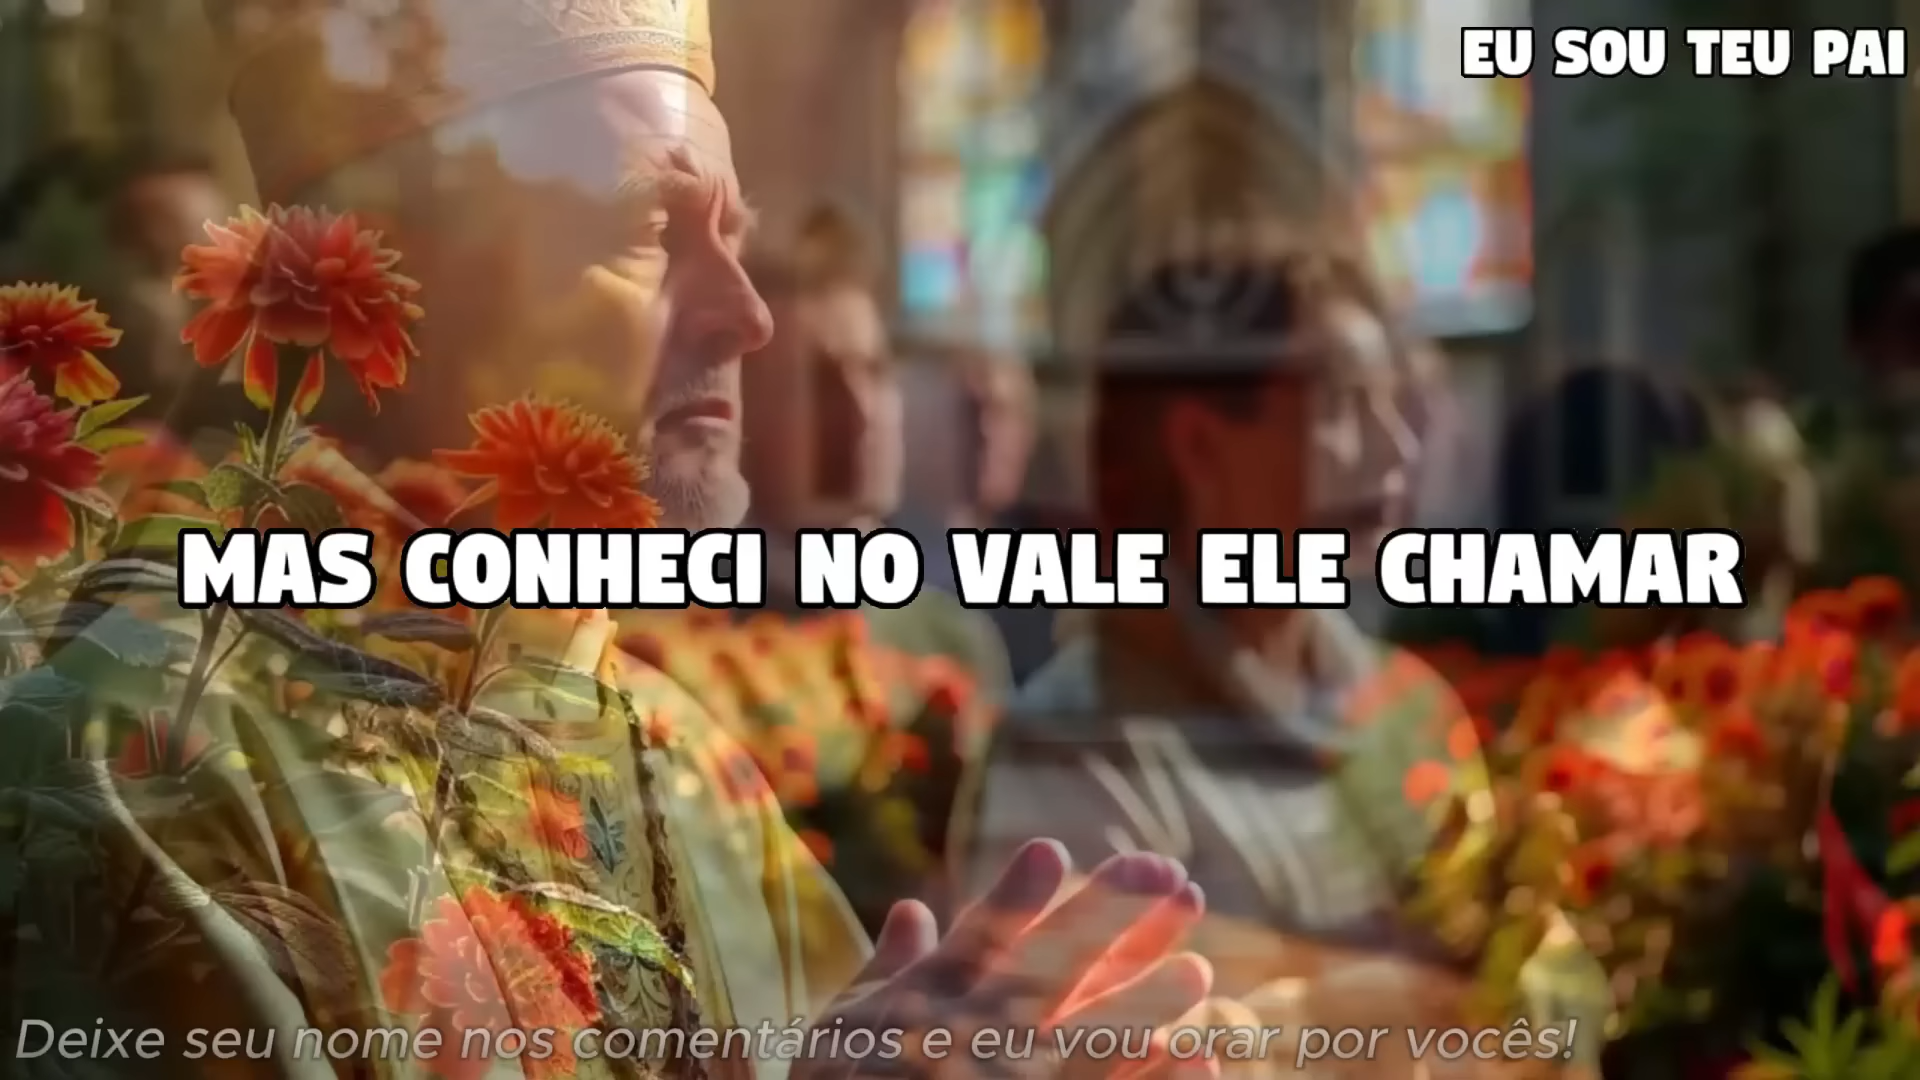 EU SOU TEU PAI
MAS CONHECI NO VALE ELE CHAMAR
Deixe seu nome nos comentários e eu vou orar por vocês!